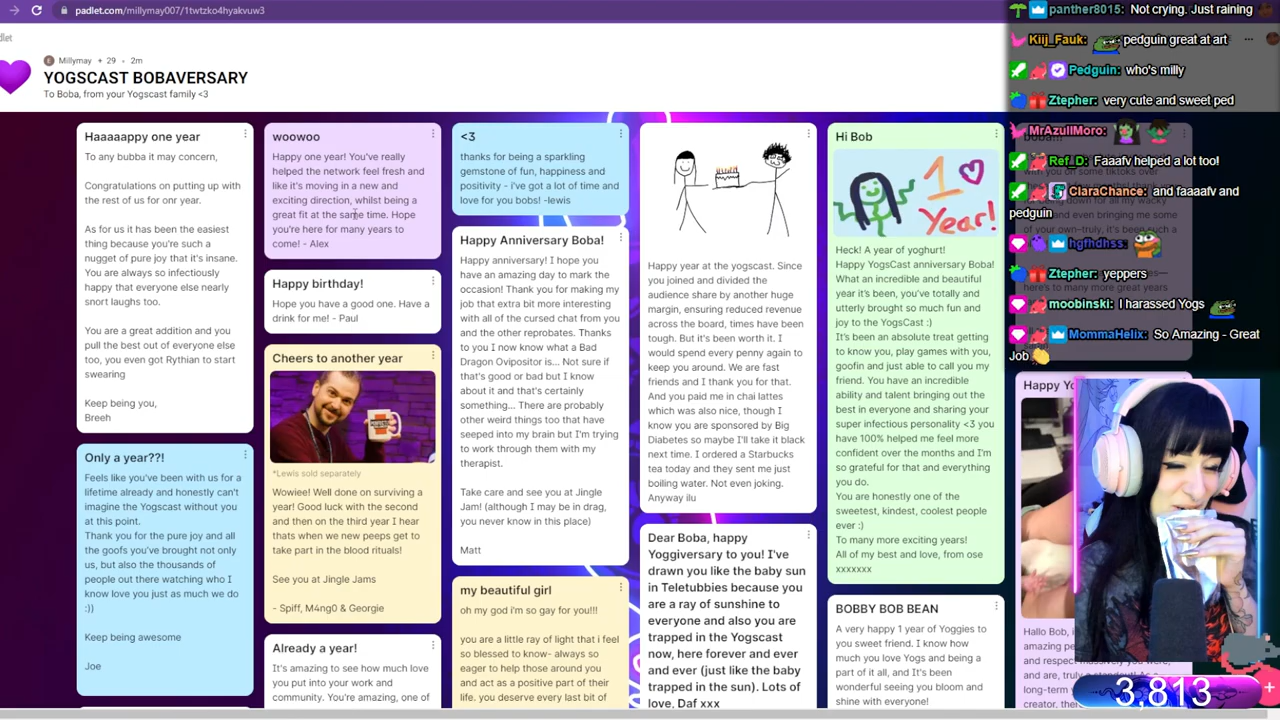 padlet.com/millymay007/1twtzko4hyakvuw3
Millymay + 29 • 2m
YOGSCAST BOBAVERSARY
To Boba, from your Yogscast family <3
Haaaaappy one year
To any bubba it may concern,
Congratulations on putting up with
the rest of us for onr year.
As for us it has been the easiest
thing because you're such a
nugget of pure joy that it's insane.
You are always so infectiously
happy that everyone else nearly
snort laughs too.
You are a great addition and you
pull the best out of everyone else
too, you even got Rythian to start
swearing
Keep being you,
Breeh
Only a year??!
Feels like you've been with us for a
lifetime already and honestly can't
imagine the Yogscast without you
at this point.
Thank you for the pure joy and all
the goofs you've brought not only
us, but also the thousands of
people out there watching who I
know love you just as much we do
:))
Keep being awesome
Joe
woowoo
Happy one year! You've really
helped the network feel fresh and
like it's moving in a new and
exciting direction, whilst being a
great fit at the same time. Hope
you're here for many years to
come! - Alex
Happy birthday!
Hope you have a good one. Have a
drink for me! - Paul
Cheers to another year
*Lewis sold separately
Wowiee! Well done on surviving a
year! Good luck with the second
and then on the third year I hear
thats when we new peeps get to
take part in the blood rituals!
See you at Jingle Jams
- Spiff, M4ng0 & Georgie
Already a year!
It's amazing to see how much love
you put into your work and
community. You're amazing, one of
<3
thanks for being a sparkling
gemstone of fun, happiness and
positivity - i've got a lot of time and
love for you bobs! -lewis
Happy Anniversary Boba!
Happy anniversary! I hope you
have an amazing day to mark the
occasion! Thank you for making my
job that extra bit more interesting
with all of the cursed chat from you
and the other reprobates. Thanks
to you I now know what a Bad
Dragon Ovipositor is... Not sure if
that's good or bad but I know
about it and that's certainly
something... There are probably
other weird things too that have
seeped into my brain but I'm trying
to work through them with my
therapist.
Take care and see you at Jingle
Jam! (although I may be in drag,
you never know in this place)
Matt
my beautiful girl
oh my god i'm so gay for you!!!
you are a little ray of light that i feel
so blessed to know- always so
eager to help those around you
and act as a positive part of their
life. you deserve every last bit of
Happy year at the yogscast. Since
you joined and divided the
audience share by another huge
margin, ensuring reduced revenue
across the board, times have been
tough. But it's been worth it. I
would spend every penny again to
keep you around. We are fast
friends and I thank you for that.
And you paid me in chai lattes
which was also nice, though I
know you are sponsored by Big
Diabetes so maybe I'll take it black
next time. I ordered a Starbucks
tea today and they sent me just
boiling water. Not even joking.
Anyway ilu
Dear Boba, happy
Yoggiversary to you! I've
drawn you like the baby sun
in Teletubbies because you
are a ray of sunshine to
everyone and also you are
trapped in the Yogscast
now, here forever and ever
and ever (just like the baby
trapped in the sun). Lots of
love, Daf xxx
Hi Bob
1
Year!
Heck! A year of yoghurt!
Happy YogsCast anniversary Boba!
What an incredible and beautiful
year it's been, you've totally and
utterly brought so much fun and
joy to the YogsCast :)
It's been an absolute treat getting
to know you, play games with you,
goofin and just able to call you my
friend. You have an incredible
ability and talent bringing out the
best in everyone and sharing your
super infectious personality <3 you
have 100% helped me feel more
confident over the months and I'm
so grateful for that and everything
you do.
You are honestly one of the
sweetest, kindest, coolest people
ever :)
To many more exciting years!
All of my best and love, from ose
xxxxxxx
BOBBY BOB BEAN
A very happy 1 year of Yoggies to
you sweet friend. I know how
much you love Yogs and being a
part of it all, and It's been
wonderful seeing you bloom and
shine with everyone!
panther8015: Not crying. Just raining
Kiij_Fauk: pedguin great at art
Pedguin: who's milly
Ztepher: very cute and sweet ped
MrAzullMoro:
Ref_D: Faaafv helped a lot too!
ClaraChance: and faaafv and
pedguin
hgfhdhss:
Ztepher: yeppers
moobinski: I harassed Yogs
MommaHelix: So Amazing - Great
Job
Happy Yo
Hallo Bob, i
amazing pe
and respect massively you were,
and are, truly
long-term y
creator, the
3,813